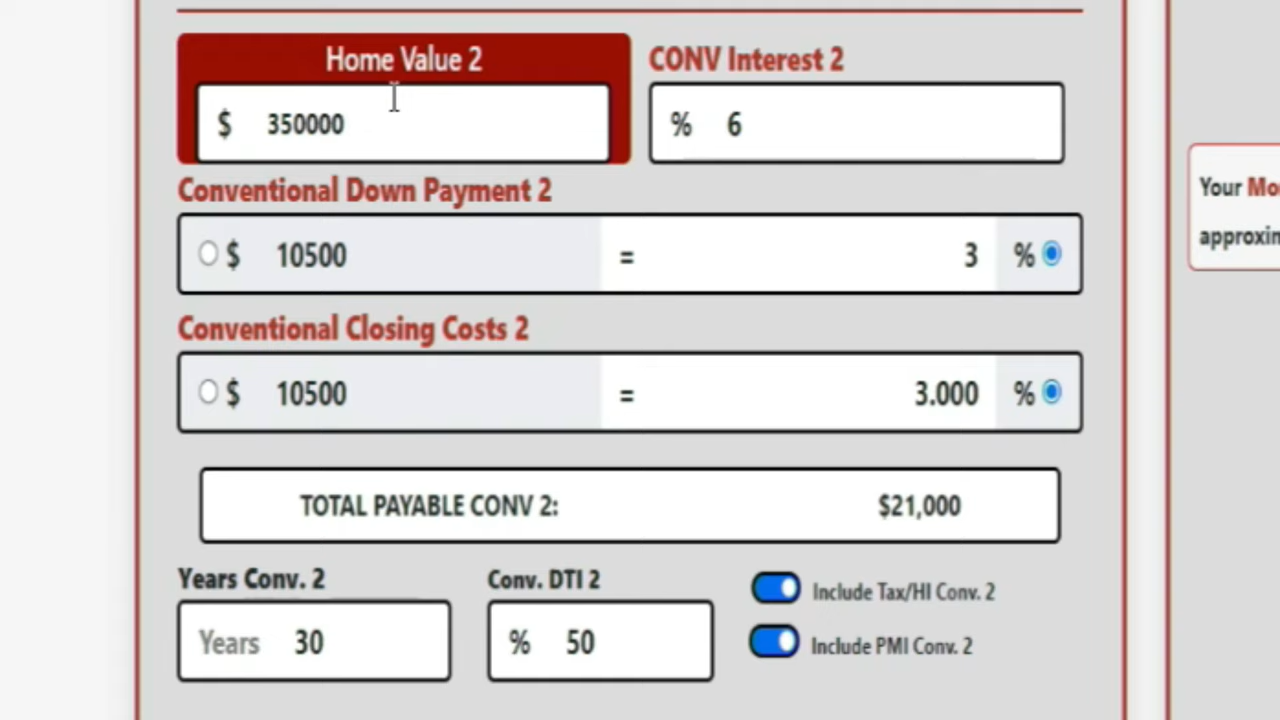 Home Value 2 CONV Interest 2
$ 350000 % 6
Conventional Down Payment 2
$ 10500 = 3 %
Your Mo
approxin
Conventional Closing Costs 2
$ 10500 = 3.000 %
TOTAL PAYABLE CONV 2: $21,000
Years Conv. 2 Conv. DTI 2
Include Tax/HI Conv. 2
Years 30 % 50
Include PMI Conv. 2